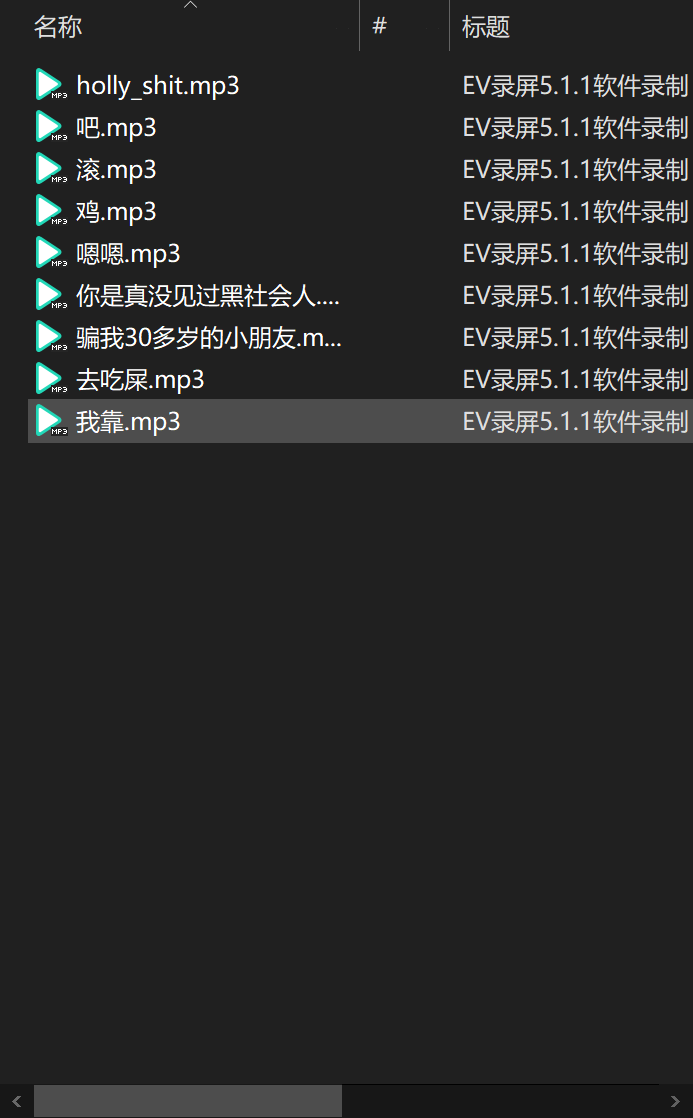 名称 # 标题
holly_shit.mp3 EV录屏5.1.1软件录制
吧.mp3 EV录屏5.1.1软件录制
滚.mp3 EV录屏5.1.1软件录制
鸡.mp3 EV录屏5.1.1软件录制
嗯嗯.mp3 EV录屏5.1.1软件录制
你是真没见过黑社会人.... EV录屏5.1.1软件录制
骗我30多岁的小朋友.m... EV录屏5.1.1软件录制
去吃屎.mp3 EV录屏5.1.1软件录制
我靠.mp3 EV录屏5.1.1软件录制